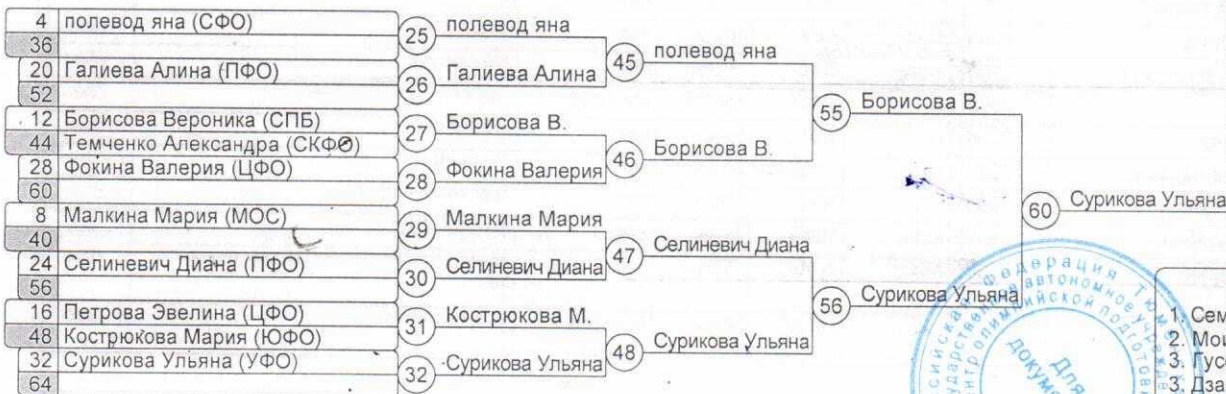 4 полевод яна (СФО)
36
20 Галиева Алина (ПФО)
52
12 Борисова Вероника (СПБ)
44 Темченко Александра (СКФО)
28 Фокина Валерия (ЦФО)
60
8 Малкина Мария (МОС)
40
24 Селиневич Диана (ПФО)
56
16 Петрова Эвелина (ЦФО)
48 Кострюкова Мария (ЮФО)
32 Сурикова Ульяна (УФО)
64
25 полевод яна
26 Галиева Алина
27 Борисова В.
28 Фокина Валерия
29 Малкина Мария
30 Селиневич Диана
31 Кострюкова М.
32 Сурикова Ульяна
45 полевод яна
46 Борисова В.
47 Селиневич Диана
48 Сурикова Ульяна
55 Борисова В.
56 Сурикова Ульяна
60 Сурикова Ульяна
1. Сем
2. Мои
3. Гусе
3. Дза